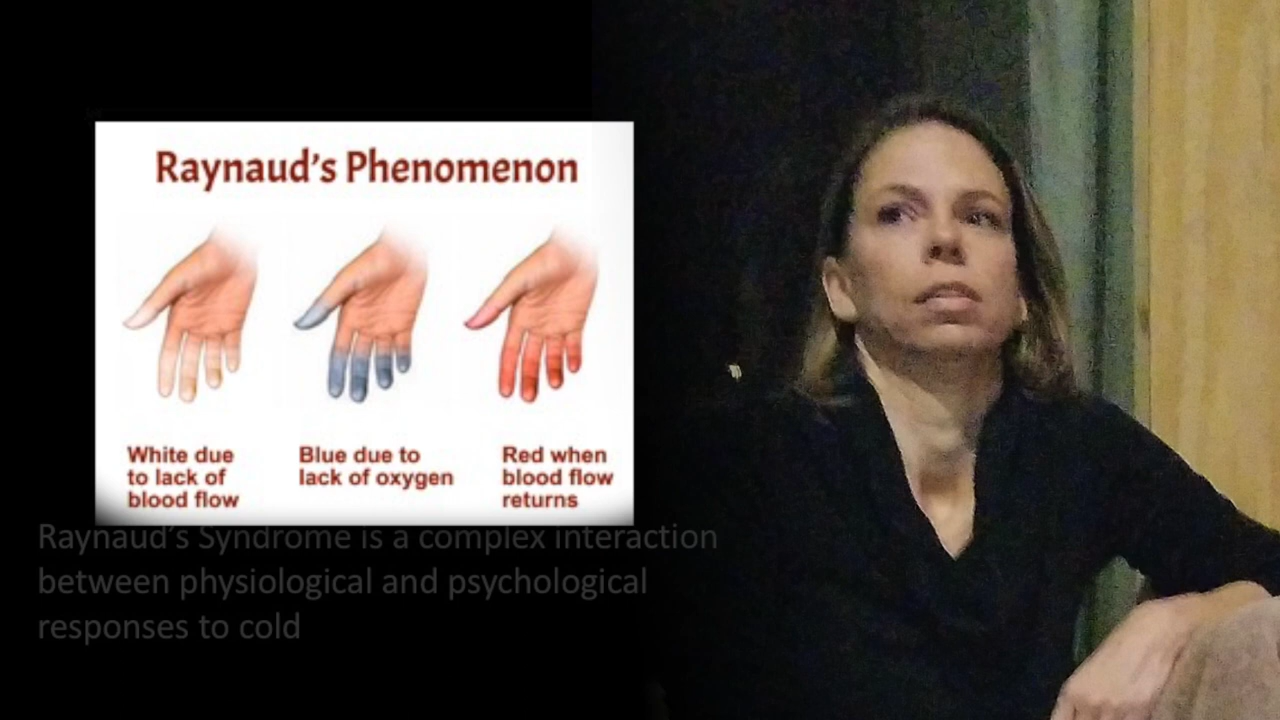 Raynaud's Phenomenon
White due
to lack of
blood flow
Blue due to
lack of oxygen
Red when
blood flow
returns
Raynaud's Syndrome is a complex interaction
between physiological and psychological
responses to cold